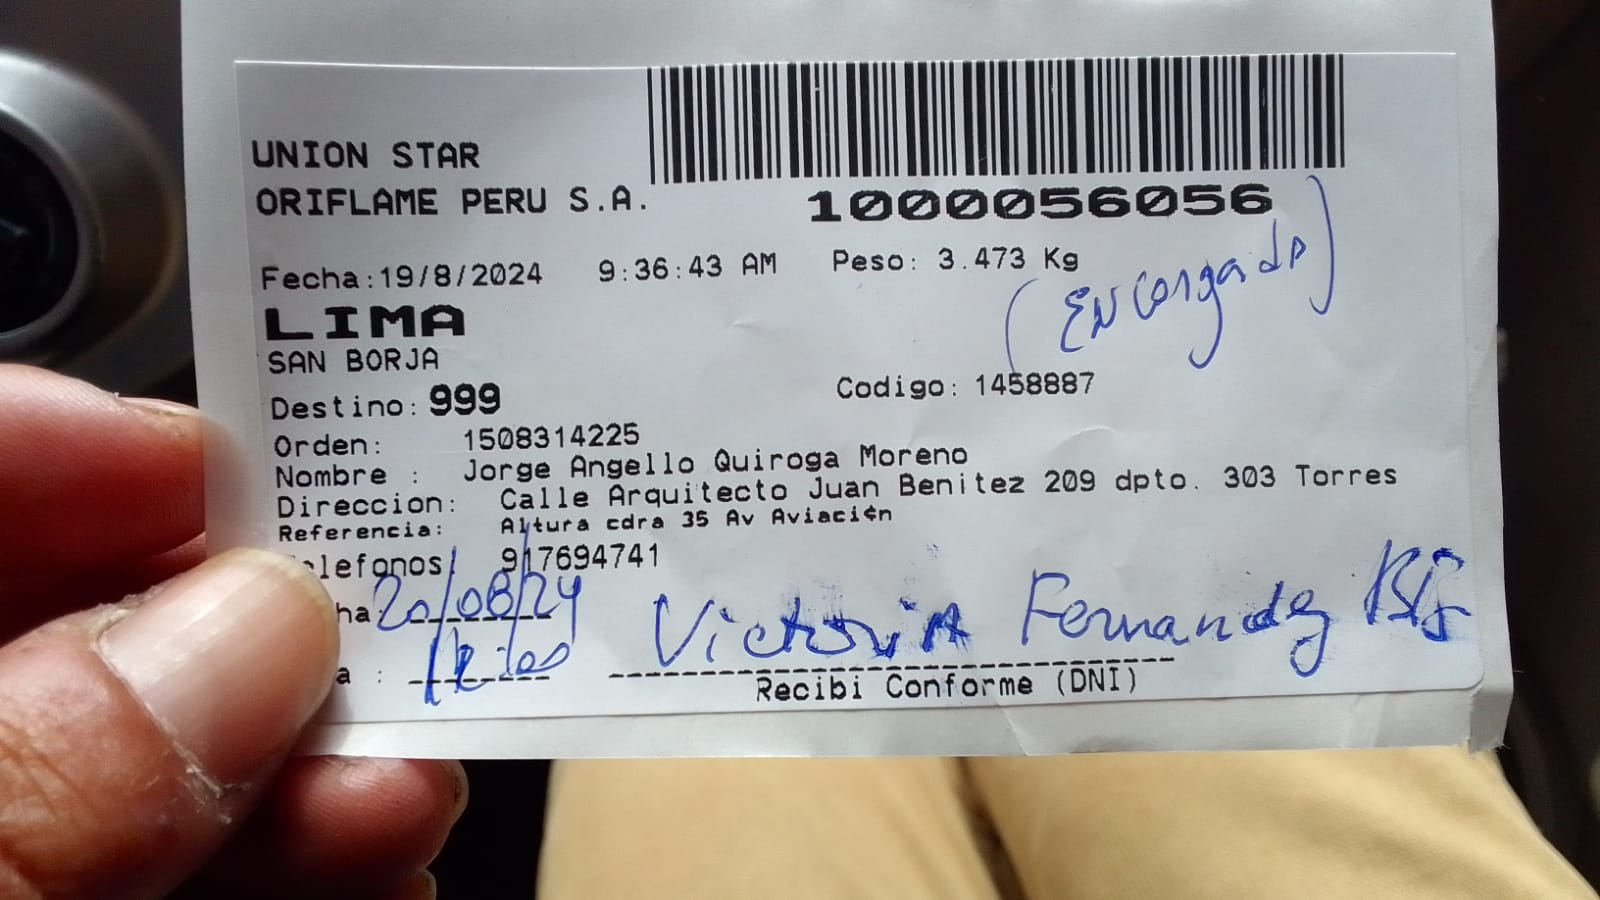 UNION STAR
ORIFLAME PERU S.A.
1000056056
Fecha:19/8/2024 9:36:43 AM Peso: 3.473 Kg
(Encargado)
LIMA
SAN BORJA
Destino: 999 Codigo: 1458887
Orden: 1508314225
Nombre : Jorge Angello Quiroga Moreno
Direccion: Calle Arquitecto Juan Benitez 209 dpto. 303 Torres
Referencia: Altura cdra 35 Av Aviaci¢n
elefonos 917694741
ha 20/08/24 Victoria Fernandez
a :
Recibi Conforme (DNI)